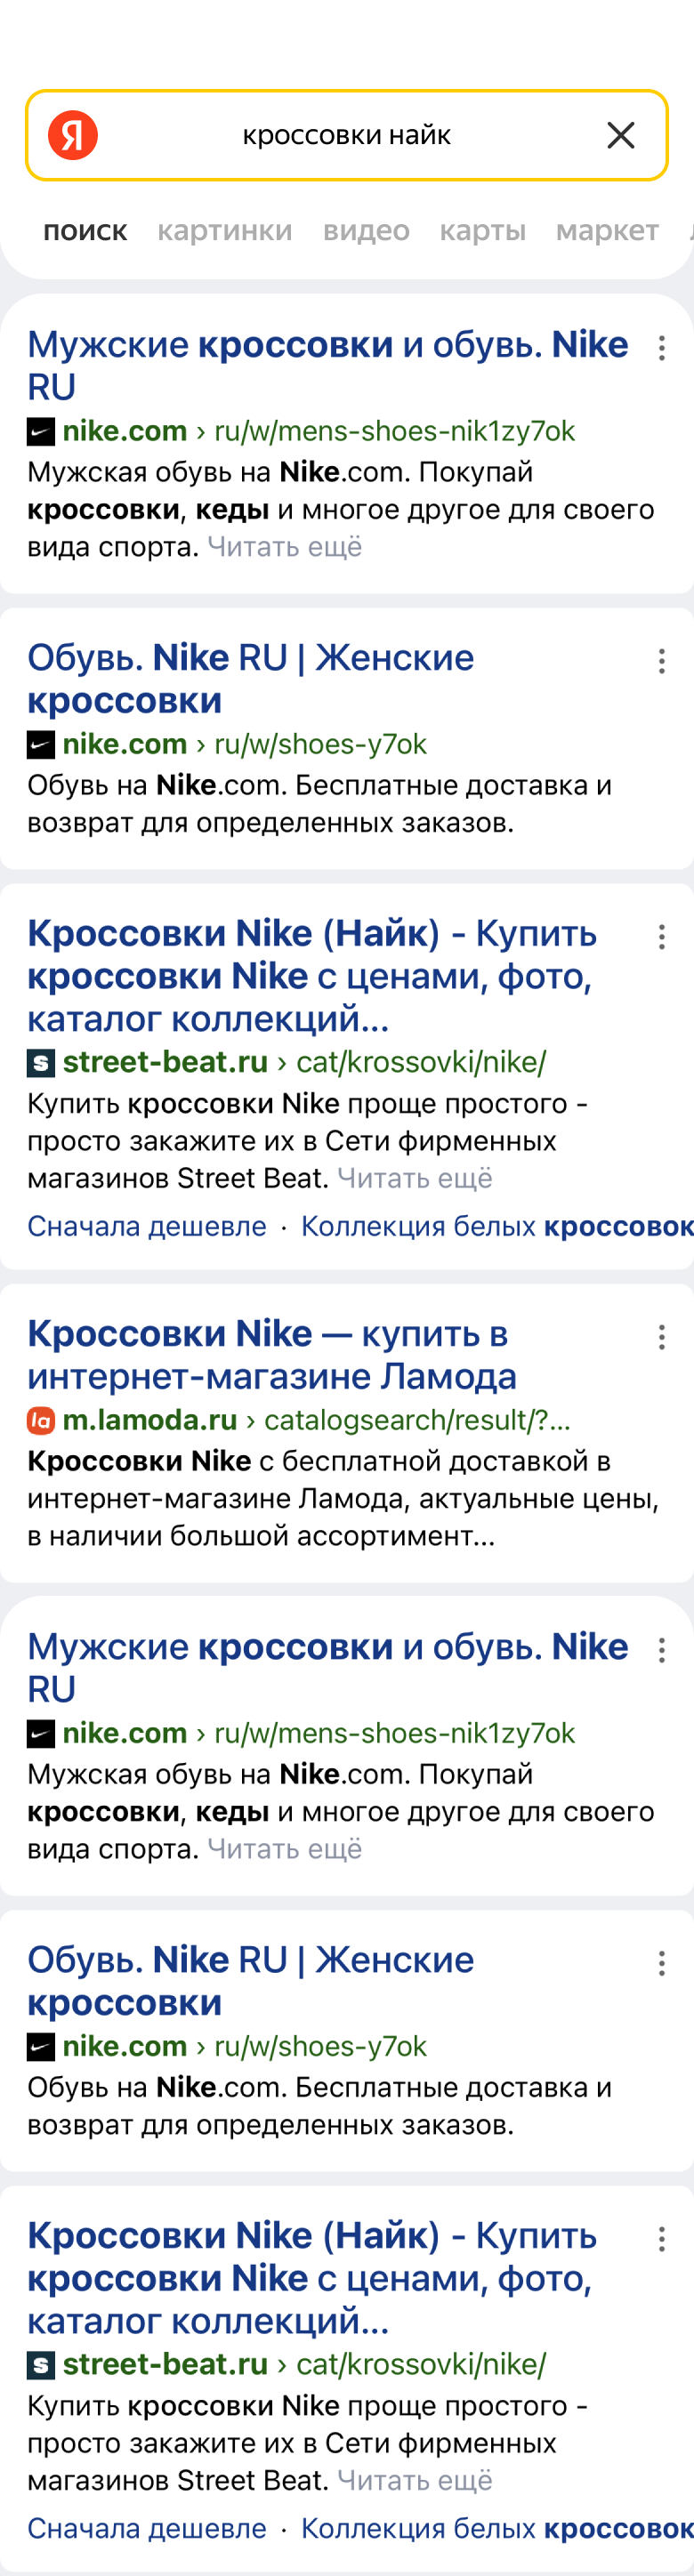 Я кроссовки найк
поиск картинки видео карты маркет
Мужские кроссовки и обувь. Nike
RU
nike.com › ru/w/mens-shoes-nik1zy7ok
Мужская обувь на Nike.com. Покупай
кроссовки, кеды и многое другое для своего
вида спорта. Читать ещё
Обувь. Nike RU | Женские
кроссовки
nike.com › ru/w/shoes-y7ok
Обувь на Nike.com. Бесплатные доставка и
возврат для определенных заказов.
Кроссовки Nike (Найк) - Купить
кроссовки Nike с ценами, фото,
каталог коллекций...
s street-beat.ru › cat/krossovki/nike/
Купить кроссовки Nike проще простого -
просто закажите их в Сети фирменных
магазинов Street Beat. Читать ещё
Сначала дешевле · Коллекция белых кроссовок
Кроссовки Nike — купить в
интернет-магазине Ламода
la m.lamoda.ru › catalogsearch/result/?...
Кроссовки Nike с бесплатной доставкой в
интернет-магазине Ламода, актуальные цены,
в наличии большой ассортимент...
Мужские кроссовки и обувь. Nike
RU
nike.com › ru/w/mens-shoes-nik1zy7ok
Мужская обувь на Nike.com. Покупай
кроссовки, кеды и многое другое для своего
вида спорта. Читать ещё
Обувь. Nike RU | Женские
кроссовки
nike.com › ru/w/shoes-y7ok
Обувь на Nike.com. Бесплатные доставка и
возврат для определенных заказов.
Кроссовки Nike (Найк) - Купить
кроссовки Nike с ценами, фото,
каталог коллекций...
s street-beat.ru › cat/krossovki/nike/
Купить кроссовки Nike проще простого -
просто закажите их в Сети фирменных
магазинов Street Beat. Читать ещё
Сначала дешевле · Коллекция белых кроссовок